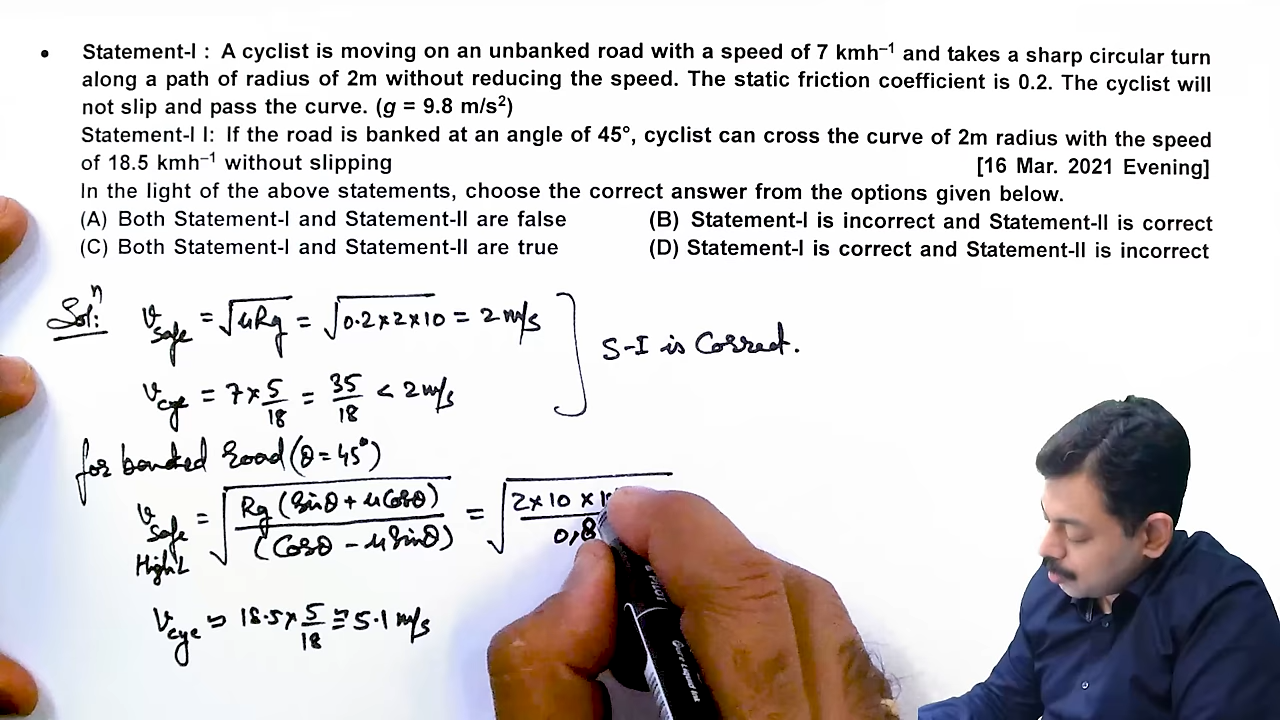 • Statement-I : A cyclist is moving on an unbanked road with a speed of 7 kmh⁻¹ and takes a sharp circular turn
along a path of radius of 2m without reducing the speed. The static friction coefficient is 0.2. The cyclist will
not slip and pass the curve. (g = 9.8 m/s²)
Statement-I I: If the road is banked at an angle of 45°, cyclist can cross the curve of 2m radius with the speed
of 18.5 kmh⁻¹ without slipping [16 Mar. 2021 Evening]
In the light of the above statements, choose the correct answer from the options given below.
(A) Both Statement-I and Statement-II are false (B) Statement-I is incorrect and Statement-II is correct
(C) Both Statement-I and Statement-II are true (D) Statement-I is correct and Statement-II is incorrect
Solⁿ: v_safe = √(μRg) = √(0.2×2×10) = 2 m/s
S-I is Correct.
v_cye = 7×5/18 = 35/18 < 2 m/s
for banked road (θ = 45°)
v_safe High'L = √(Rg (Sinθ + μCosθ) / (Cosθ − μSinθ)) = √(2×10× / 0,8
v_cye ≈ 18.5×5/18 ≅ 5.1 m/s
PILOT